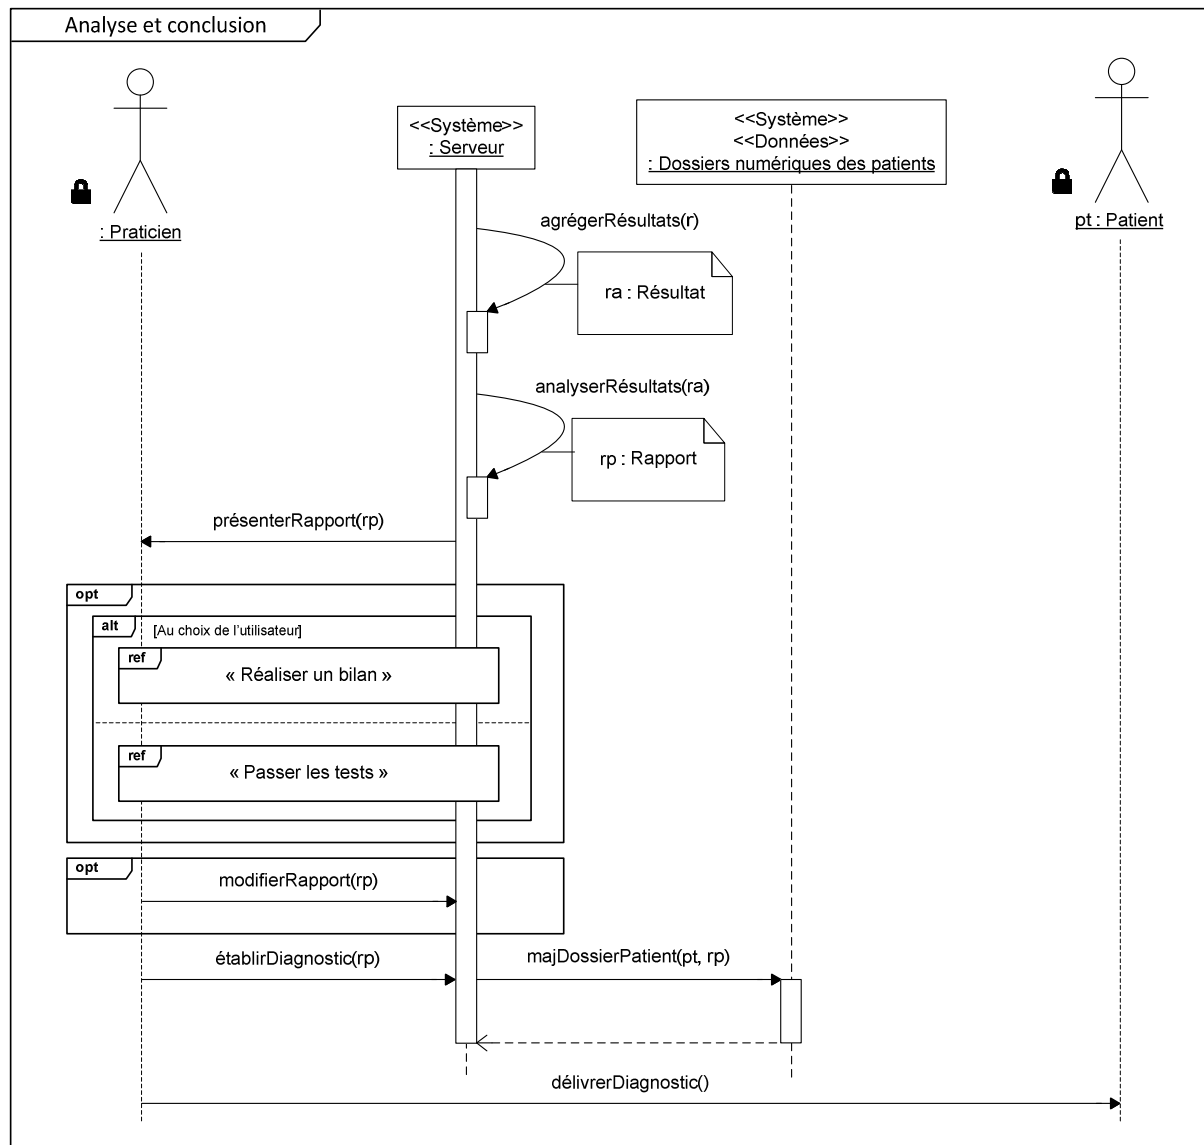 Analyse et conclusion
<<Système>>
: Serveur
<<Système>>
<<Données>>
: Dossiers numériques des patients
: Praticien
pt : Patient
agrégerRésultats(r)
ra : Résultat
analyserRésultats(ra)
rp : Rapport
présenterRapport(rp)
opt
alt
[Au choix de l'utilisateur]
ref
« Réaliser un bilan »
ref
« Passer les tests »
opt
modifierRapport(rp)
établirDiagnostic(rp)
majDossierPatient(pt, rp)
délivrerDiagnostic()